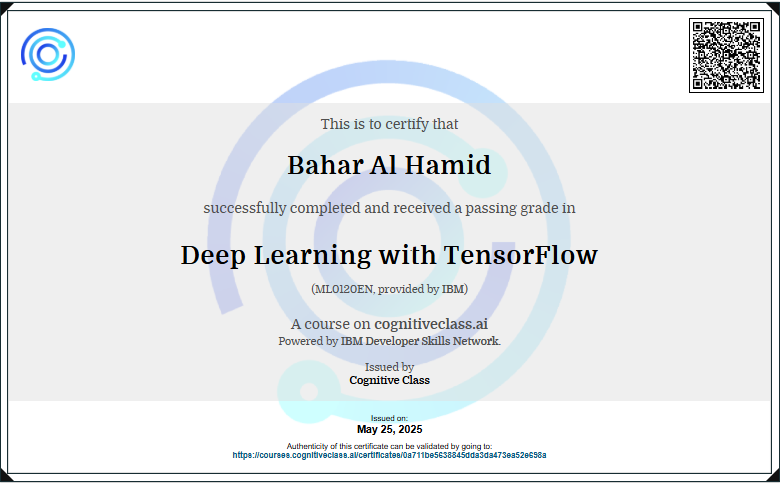 This is to certify that
Bahar Al Hamid
successfully completed and received a passing grade in
Deep Learning with TensorFlow
(ML0120EN, provided by IBM)
A course on cognitiveclass.ai
Powered by IBM Developer Skills Network.
Issued by
Cognitive Class
Issued on:
May 25, 2025
Authenticity of this certificate can be validated by going to:
https://courses.cognitiveclass.ai/certificates/0a711be5638845dda3da473ea52e658a